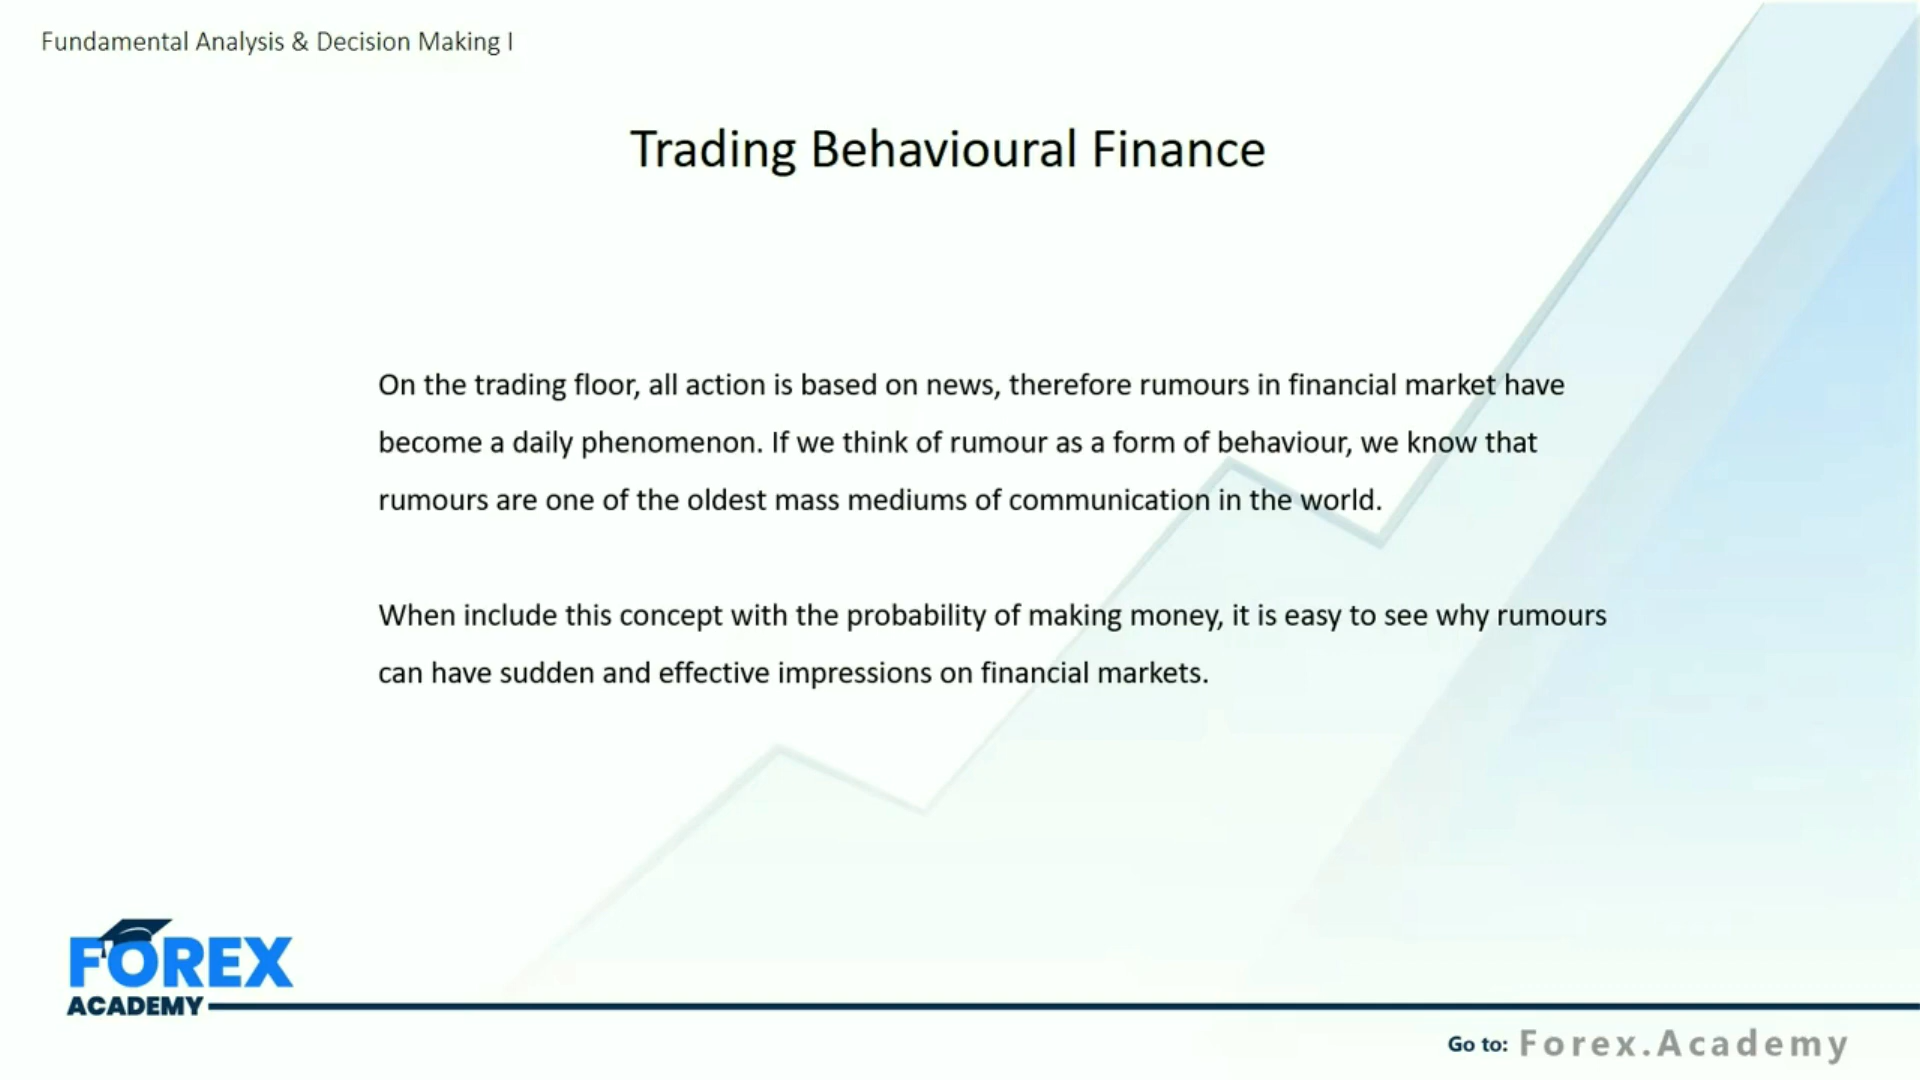 Fundamental Analysis & Decision Making I
Trading Behavioural Finance
On the trading floor, all action is based on news, therefore rumours in financial market have
become a daily phenomenon. If we think of rumour as a form of behaviour, we know that
rumours are one of the oldest mass mediums of communication in the world.
When include this concept with the probability of making money, it is easy to see why rumours
can have sudden and effective impressions on financial markets.
FOREX
ACADEMY
Go to: Forex.Academy